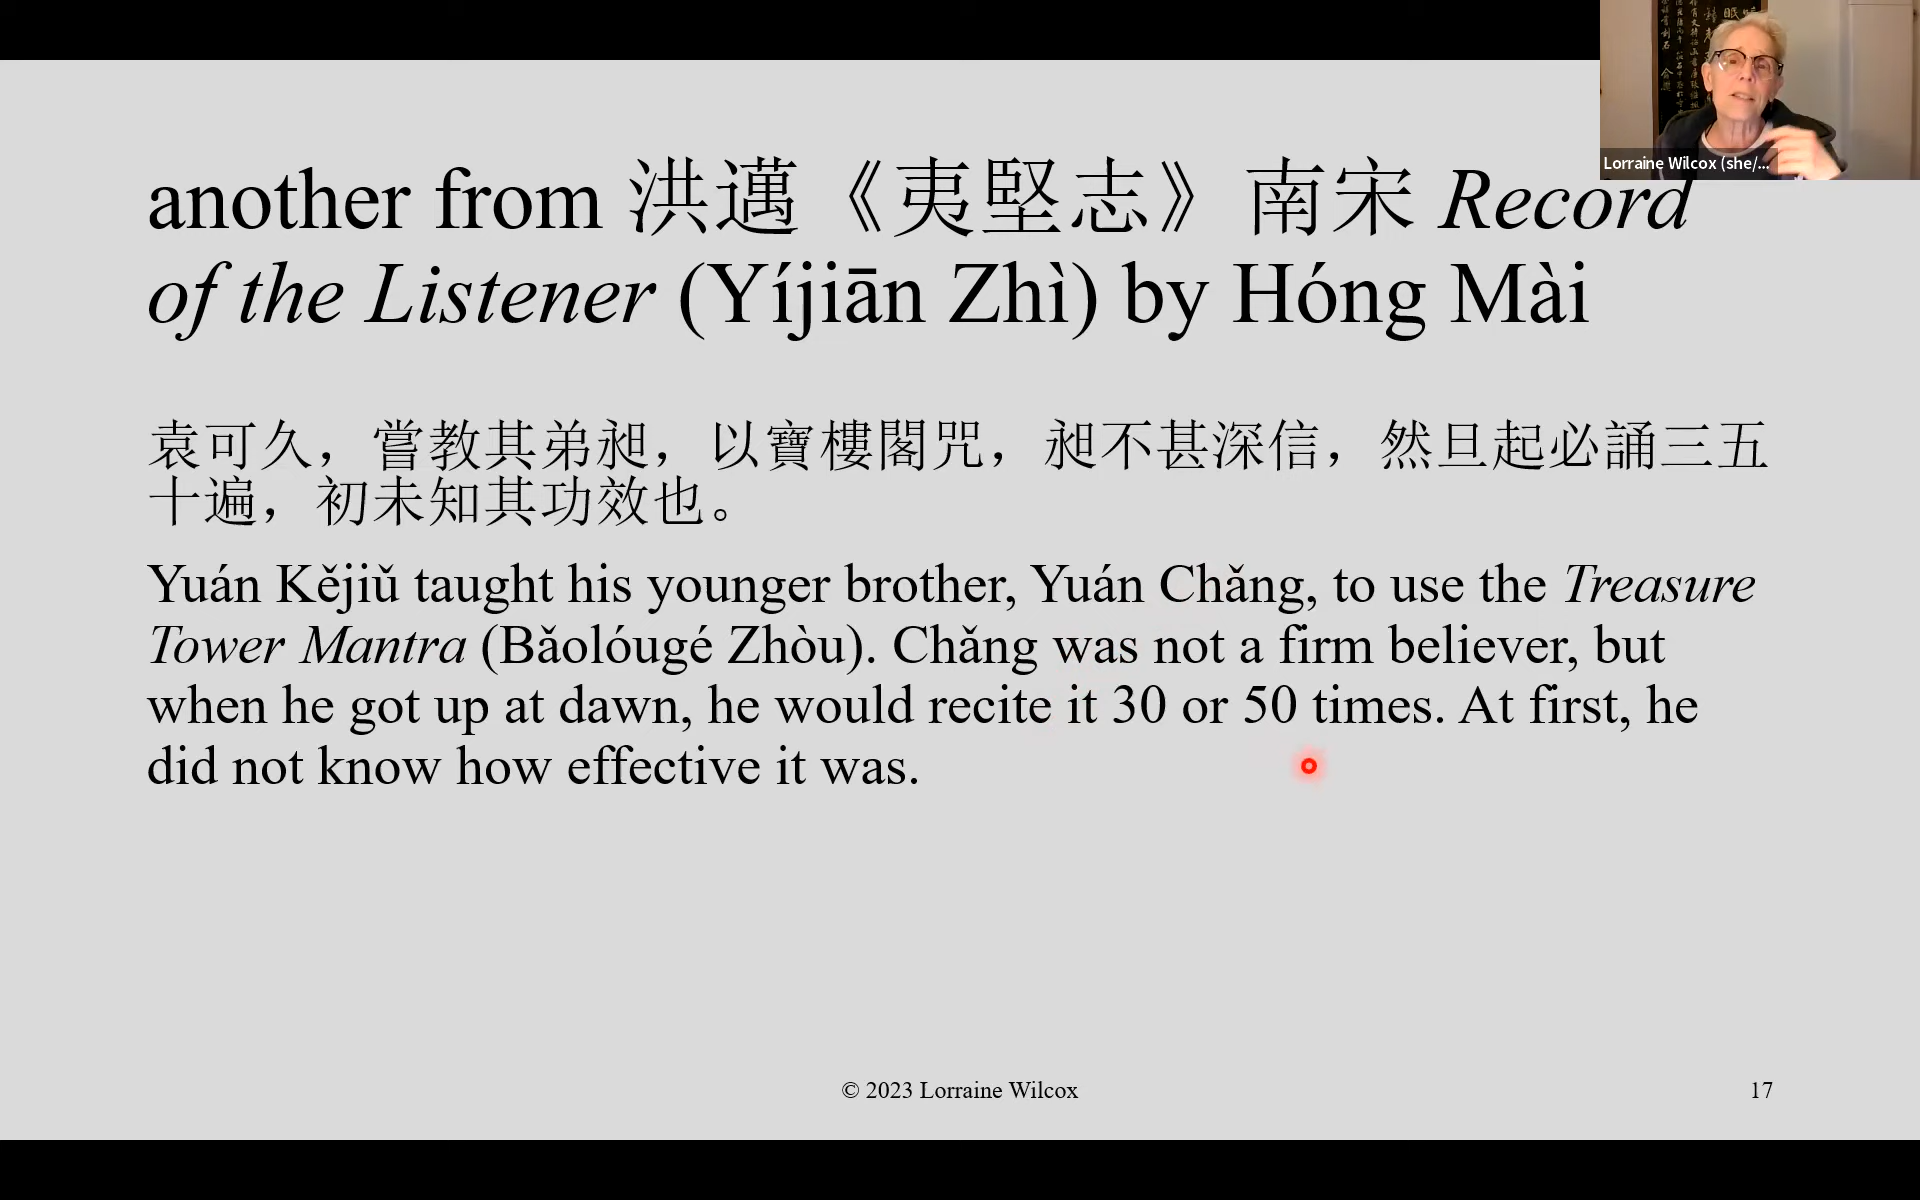 another from 洪邁《夷堅志》南宋 Record
of the Listener (Yíjiān Zhì) by Hóng Mài
袁可久，嘗教其弟昶，以寶樓閣咒，昶不甚深信，然旦起必誦三五
十遍，初未知其功效也。
Yuán Kějiǔ taught his younger brother, Yuán Chǎng, to use the Treasure
Tower Mantra (Bǎolóugé Zhòu). Chǎng was not a firm believer, but
when he got up at dawn, he would recite it 30 or 50 times. At first, he
did not know how effective it was.
© 2023 Lorraine Wilcox
17
Lorraine Wilcox (she/...